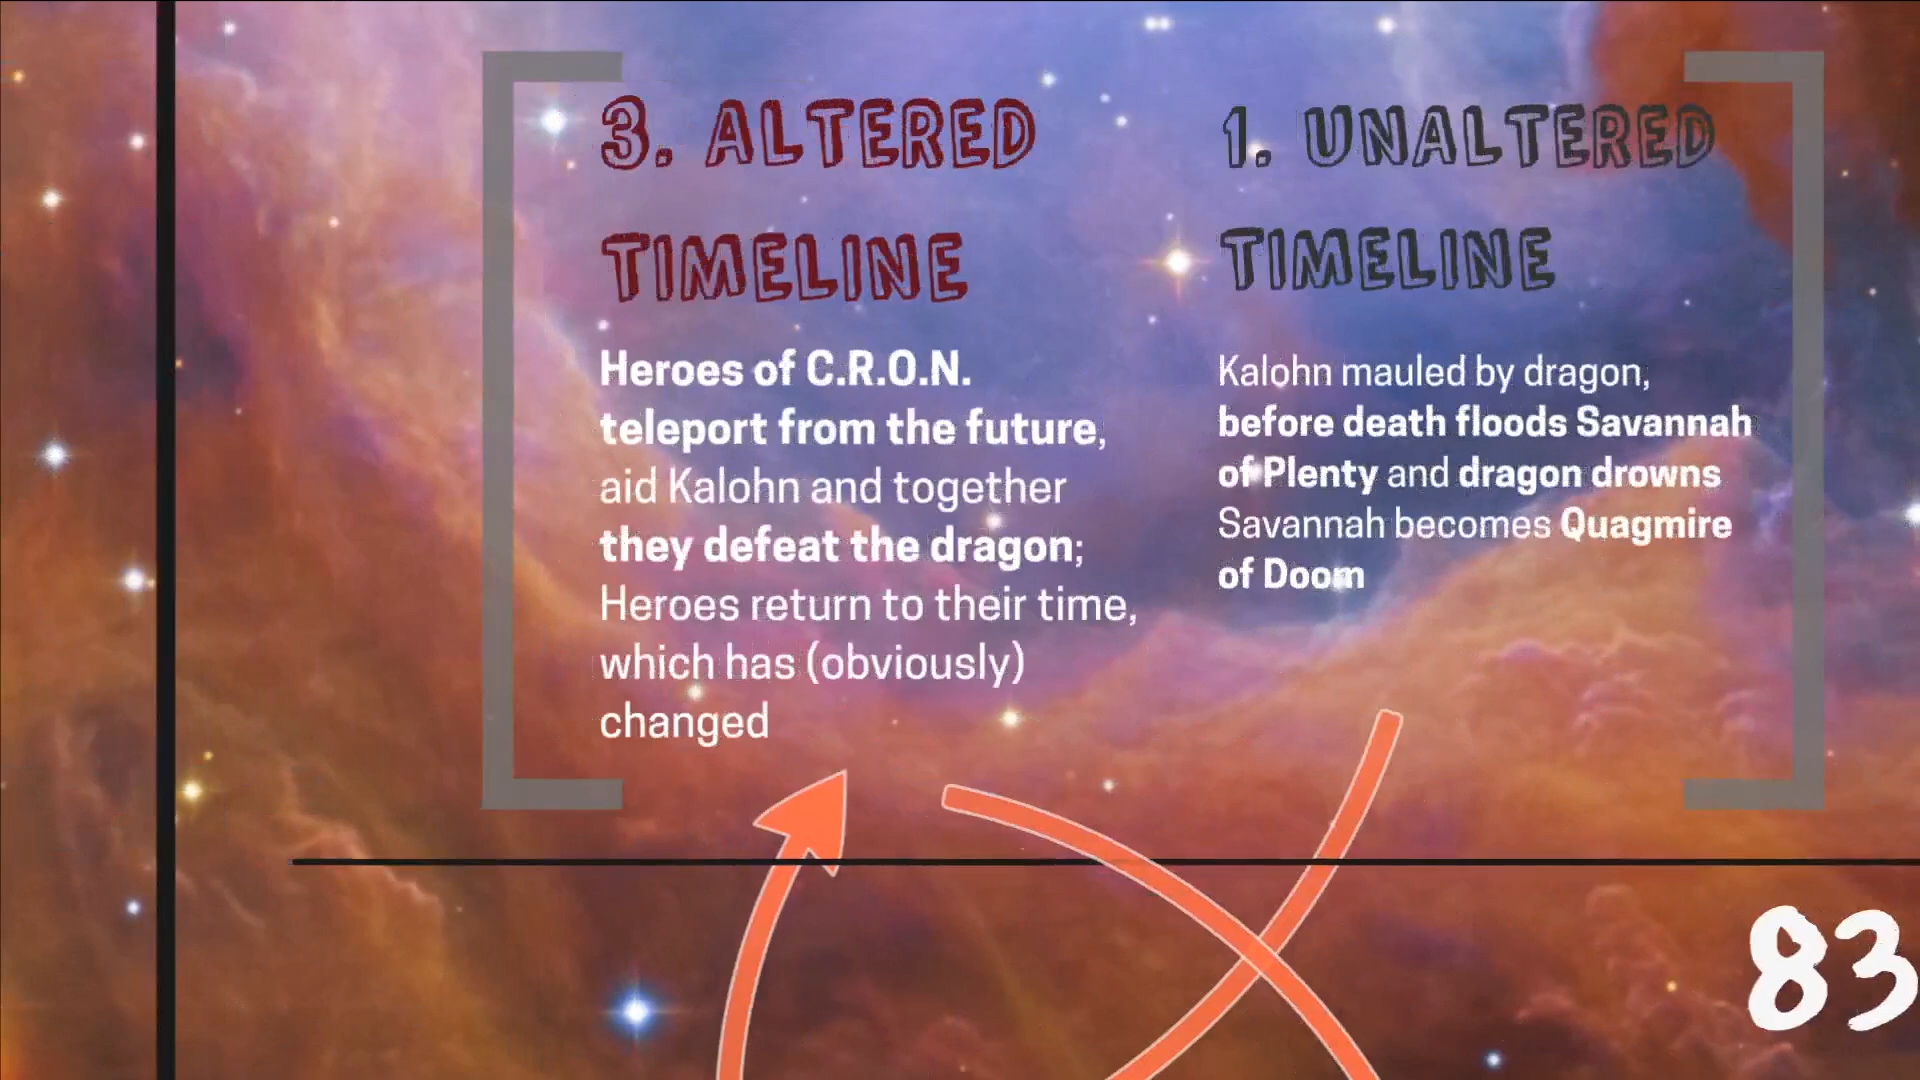 3. ALTERED
TIMELINE
Heroes of C.R.O.N.
teleport from the future,
aid Kalohn and together
they defeat the dragon;
Heroes return to their time,
which has (obviously)
changed
1. UNALTERED
TIMELINE
Kalohn mauled by dragon,
before death floods Savannah
of Plenty and dragon drowns
Savannah becomes Quagmire
of Doom
83